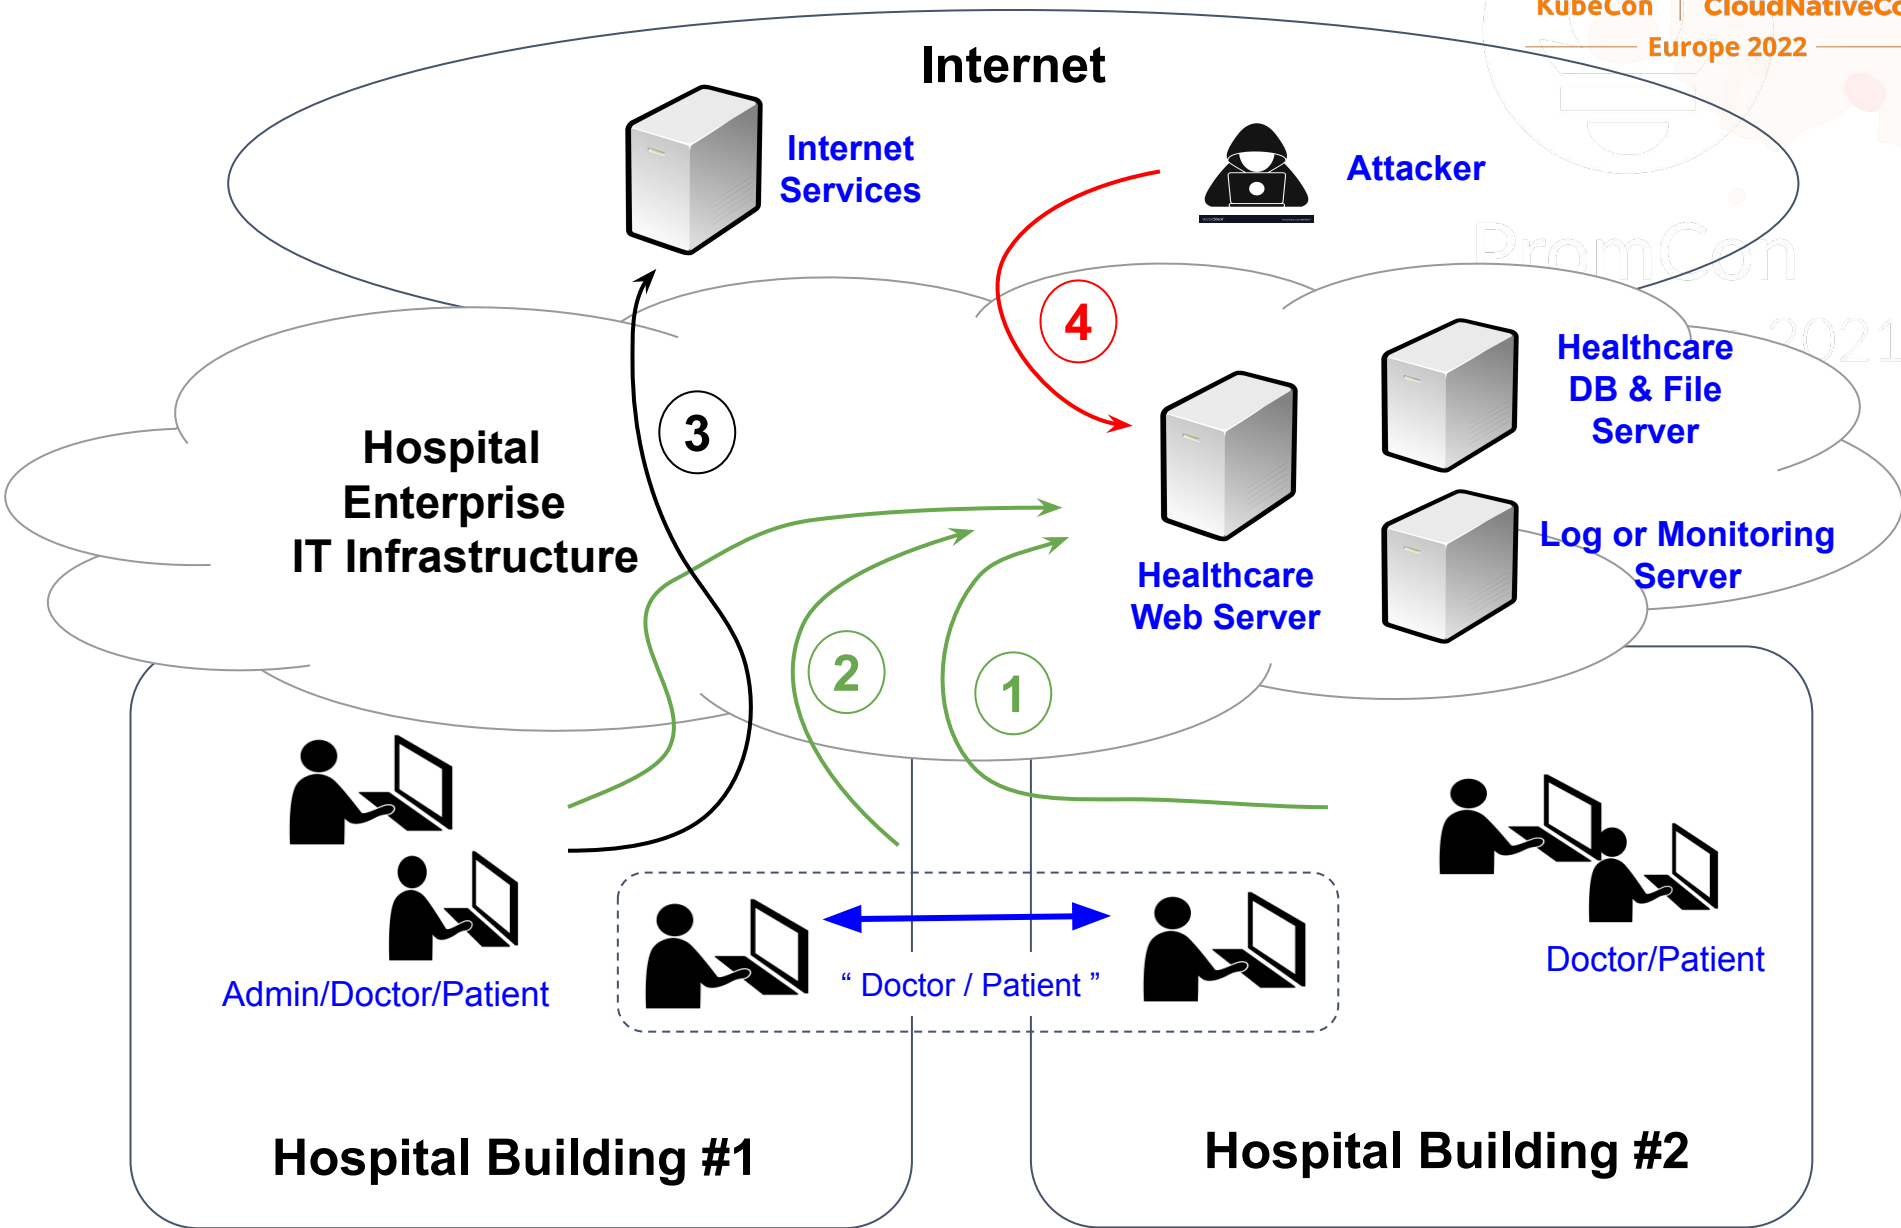 KubeCon | CloudNativeCo
Europe 2022
Internet
Internet
Services
Attacker
PromCon
2021
4
Healthcare
DB & File
Server
3
Hospital
Enterprise
IT Infrastructure
Log or Monitoring
Server
Healthcare
Web Server
2
1
Admin/Doctor/Patient
“ Doctor / Patient ”
Doctor/Patient
Hospital Building #1
Hospital Building #2